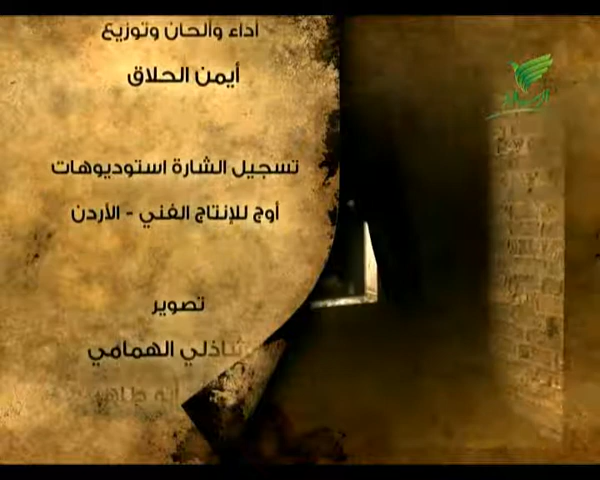 أداء وألحان وتوزيع
أيمن الحلاق
تسجيل الشارة استوديوهات
أوج للإنتاج الفني - الأردن
تصوير
شاذلي الهمامي